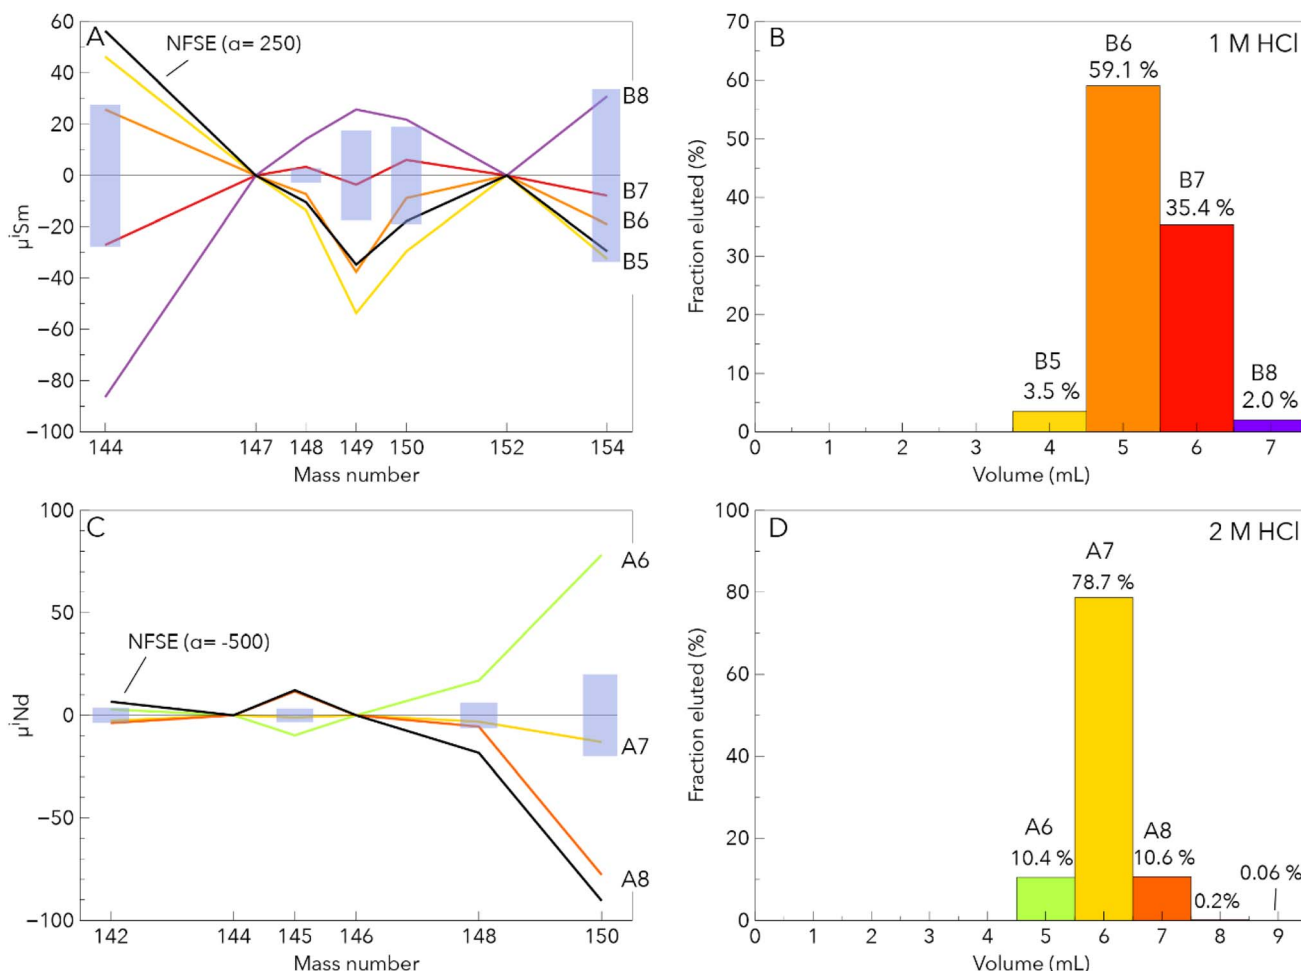 A
NFSE (α= 250)
60
40
20
0
−20
−40
−60
−80
−100
μⁱSm
B8
B7
B6
B5
144
147
148
149
150
152
154
Mass number
B
1 M HCl
70
60
50
40
30
20
10
0
Fraction eluted (%)
B6
59.1 %
B7
35.4 %
B5
3.5 %
B8
2.0 %
0
1
2
3
4
5
6
7
Volume (mL)
C
NFSE (α= -500)
100
50
0
−50
−100
μⁱNd
A6
A7
A8
142
144
145
146
148
150
Mass number
D
2 M HCl
100
80
60
40
20
0
Fraction eluted (%)
A7
78.7 %
A6
10.4 %
A8
10.6 %
0.2%
0.06 %
0
1
2
3
4
5
6
7
8
9
Volume (mL)